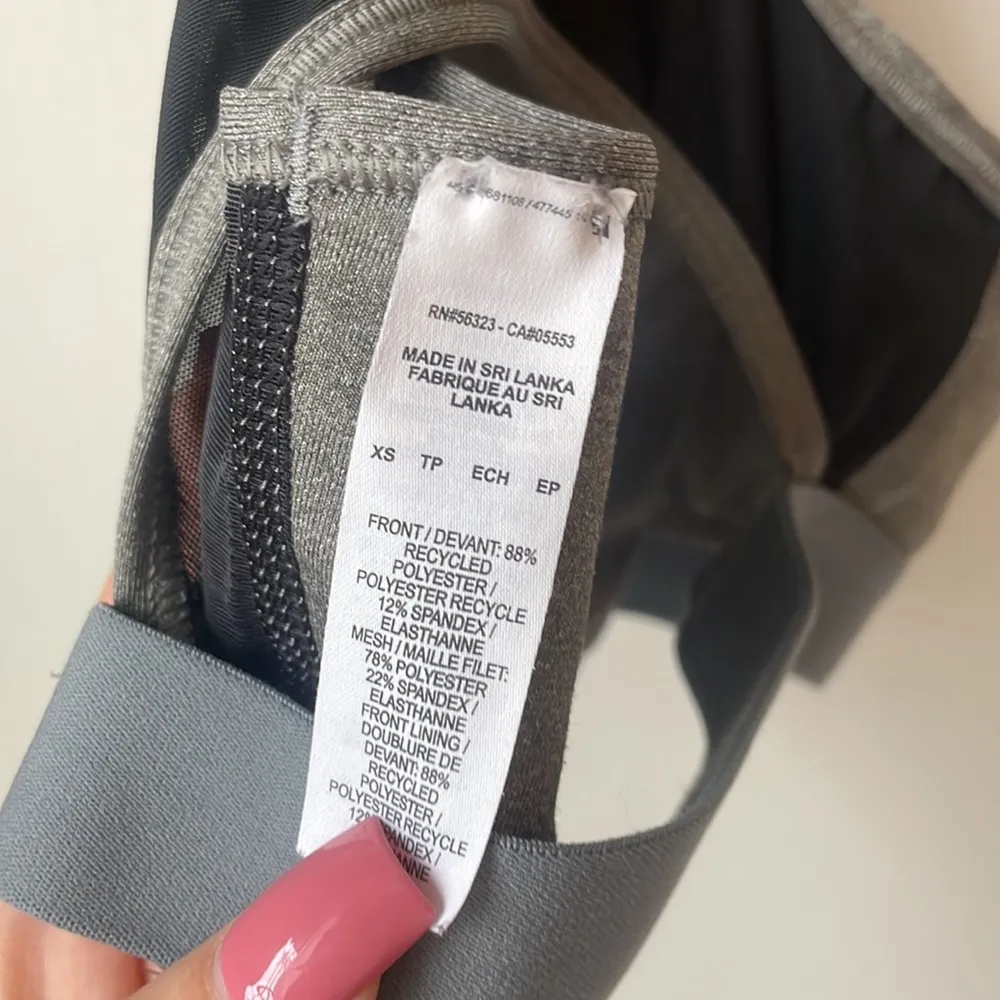 681108 / 477445
RN#56323 - CA#05553
MADE IN SRI LANKA
FABRIQUE AU SRI
LANKA
XS TP ECH EP
FRONT / DEVANT: 88%
RECYCLED
POLYESTER /
POLYESTER RECYCLE
12% SPANDEX /
ELASTHANNE
MESH / MAILLE FILET:
78% POLYESTER
22% SPANDEX /
ELASTHANNE
FRONT LINING /
DOUBLURE DE
DEVANT: 88%
RECYCLED
POLYESTER /
POLYESTER RECYCLE